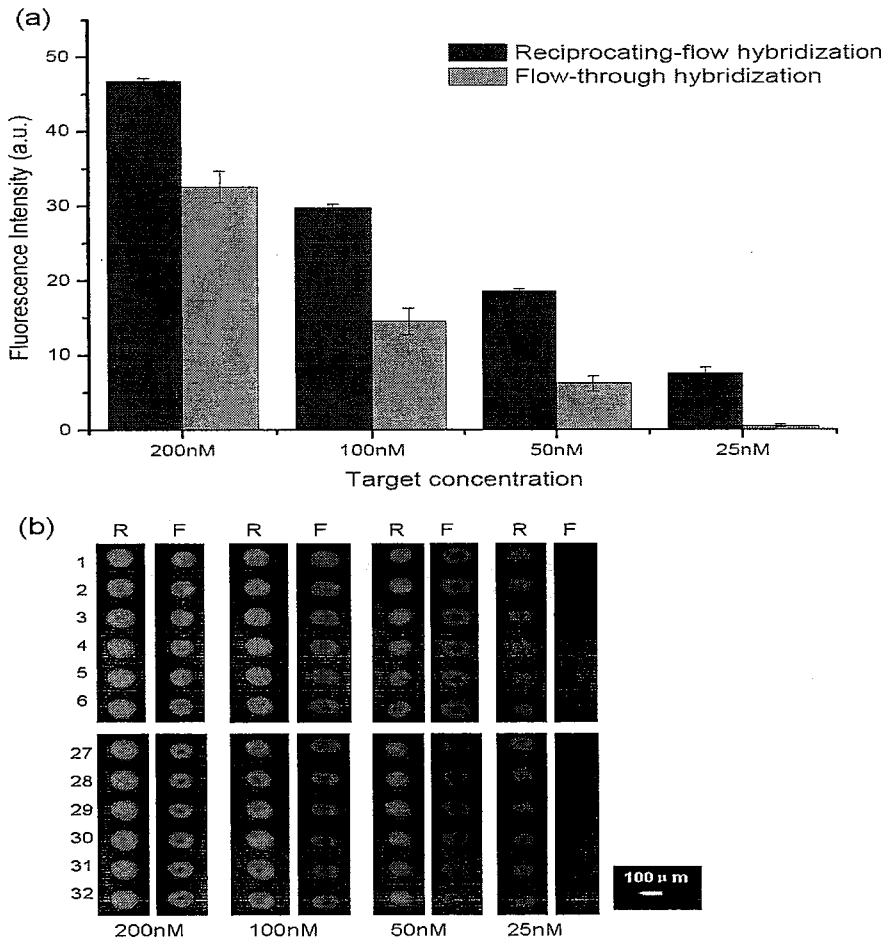 (a)
Reciprocating-flow hybridization
Flow-through hybridization
Fluorescence Intensity (a.u.)
50
40
30
20
10
0
200nM 100nM 50nM 25nM
Target concentration
(b)
R F R F R F R F
1
2
3
4
5
6
27
28
29
30
31
32
100 μm
200nM 100nM 50nM 25nM